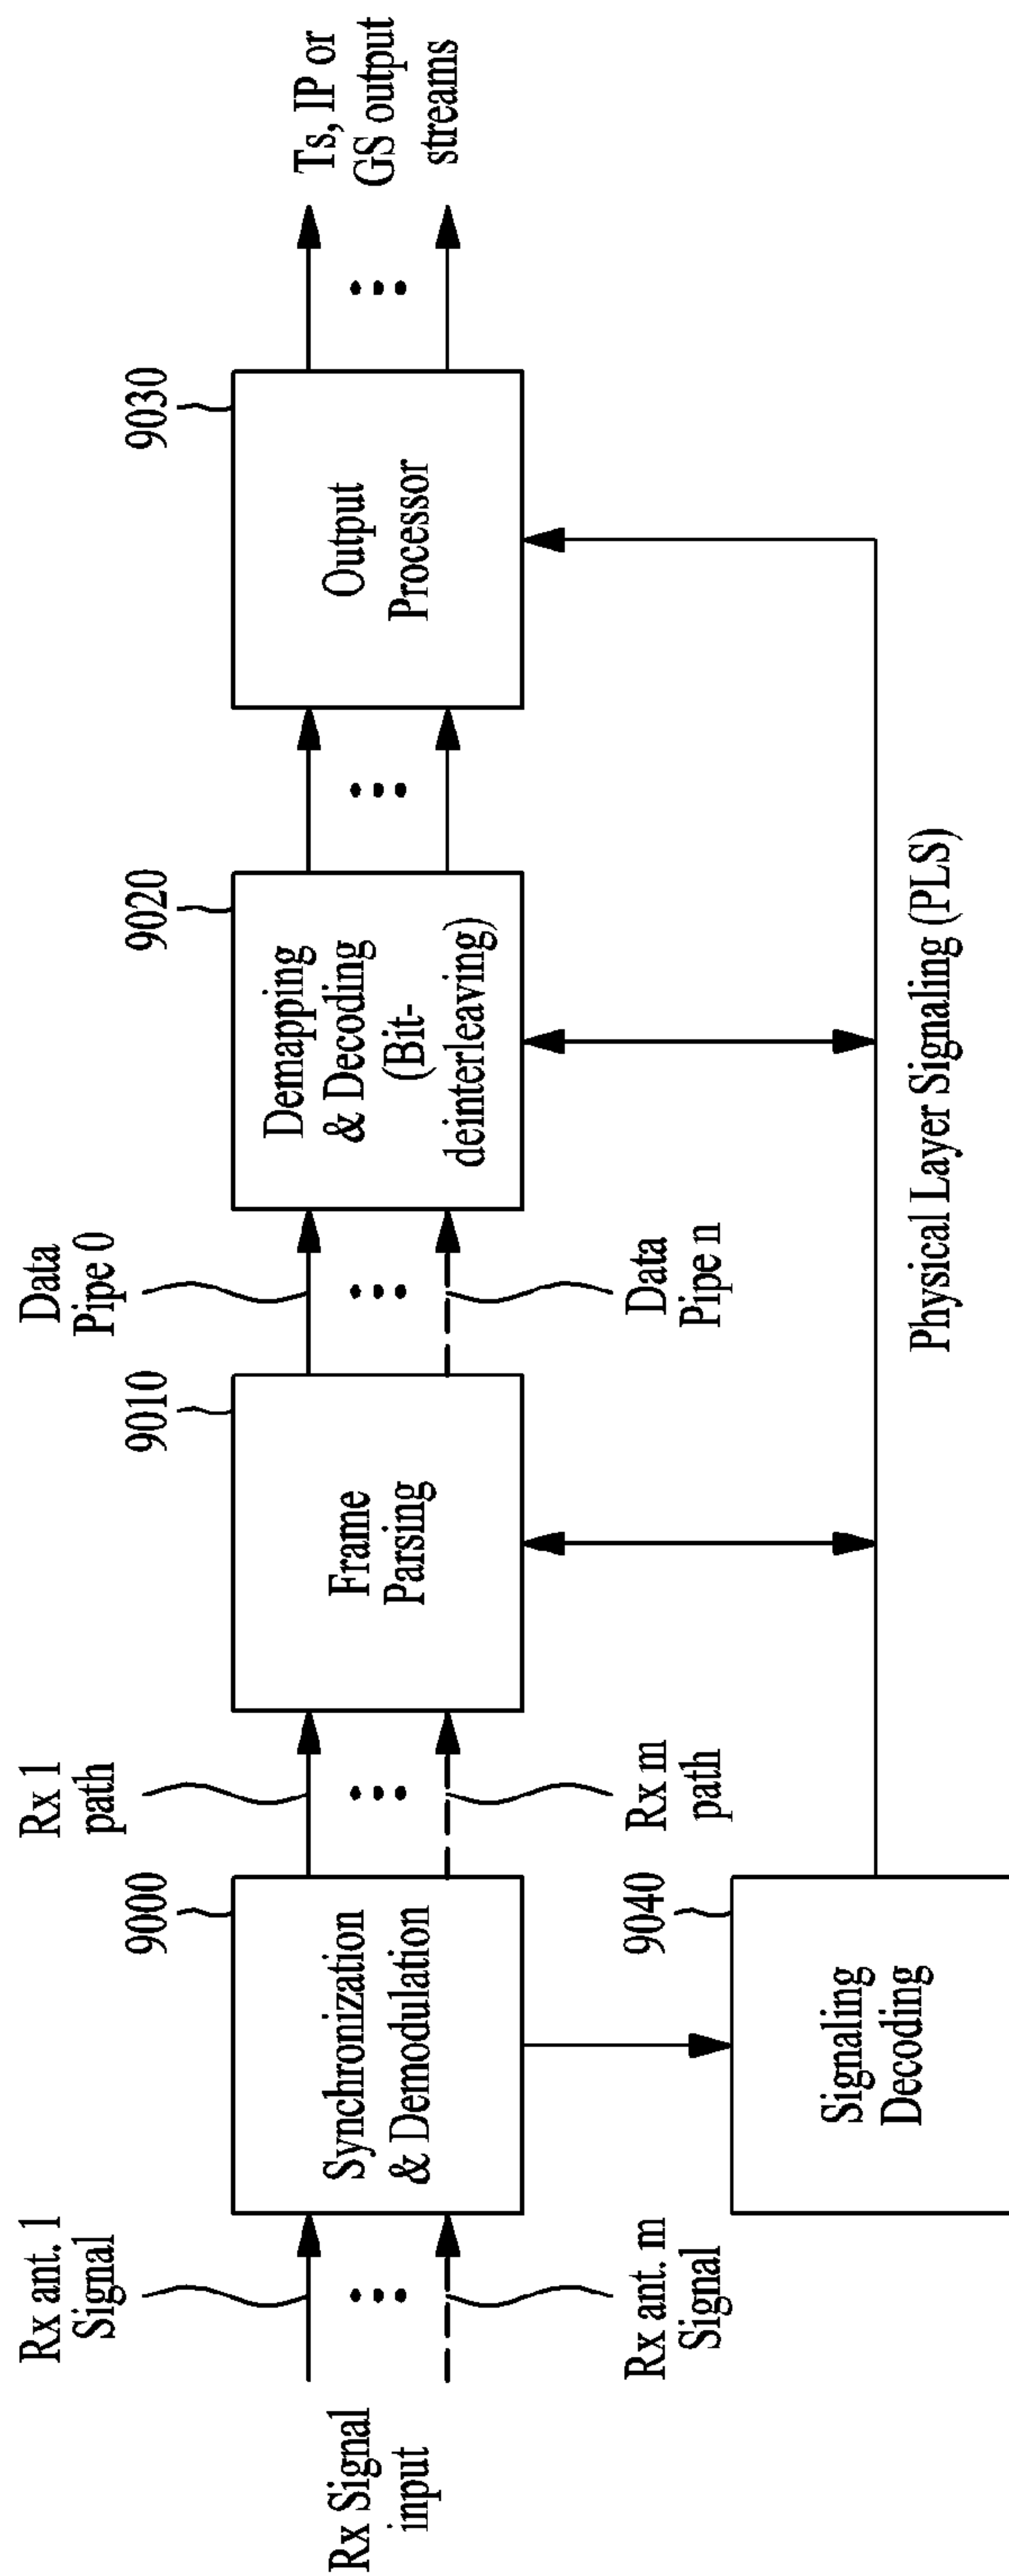 Rx Signal
input
Rx ant. 1
Signal
Rx ant. m
Signal
9000
Synchronization
& Demodulation
Rx 1
path
Rx m
path
9010
Frame
Parsing
Data
Pipe 0
Data
Pipe n
9020
Demapping
& Decoding
(Bit-
deinterleaving)
9030
Output
Processor
Ts, IP or
GS output
streams
9040
Signaling
Decoding
Physical Layer Signaling (PLS)